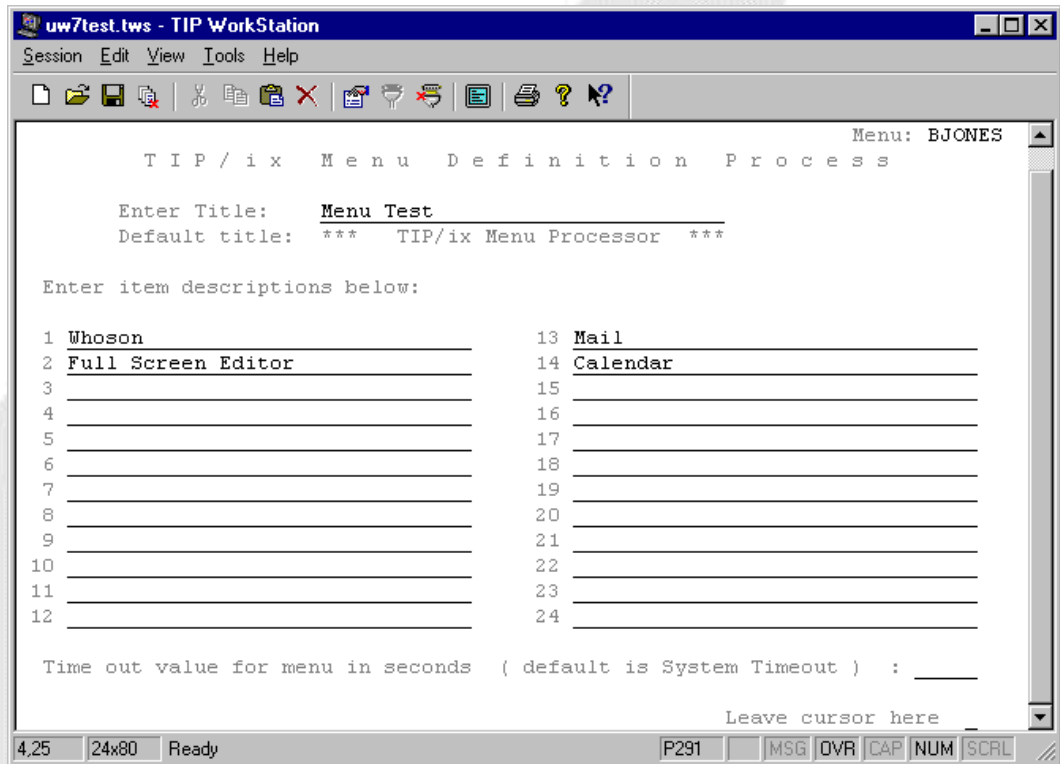 uw7test.tws - TIP WorkStation
Session Edit View Tools Help
Menu: BJONES
T I P / i x   M e n u   D e f i n i t i o n   P r o c e s s
Enter Title: Menu Test
Default title: *** TIP/ix Menu Processor ***
Enter item descriptions below:
1 Whoson 13 Mail
2 Full Screen Editor 14 Calendar
3 15
4 16
5 17
6 18
7 19
8 20
9 21
10 22
11 23
12 24
Time out value for menu in seconds ( default is System Timeout ) :
Leave cursor here
4,25 24x80 Ready P291 MSG OVR CAP NUM SCRL